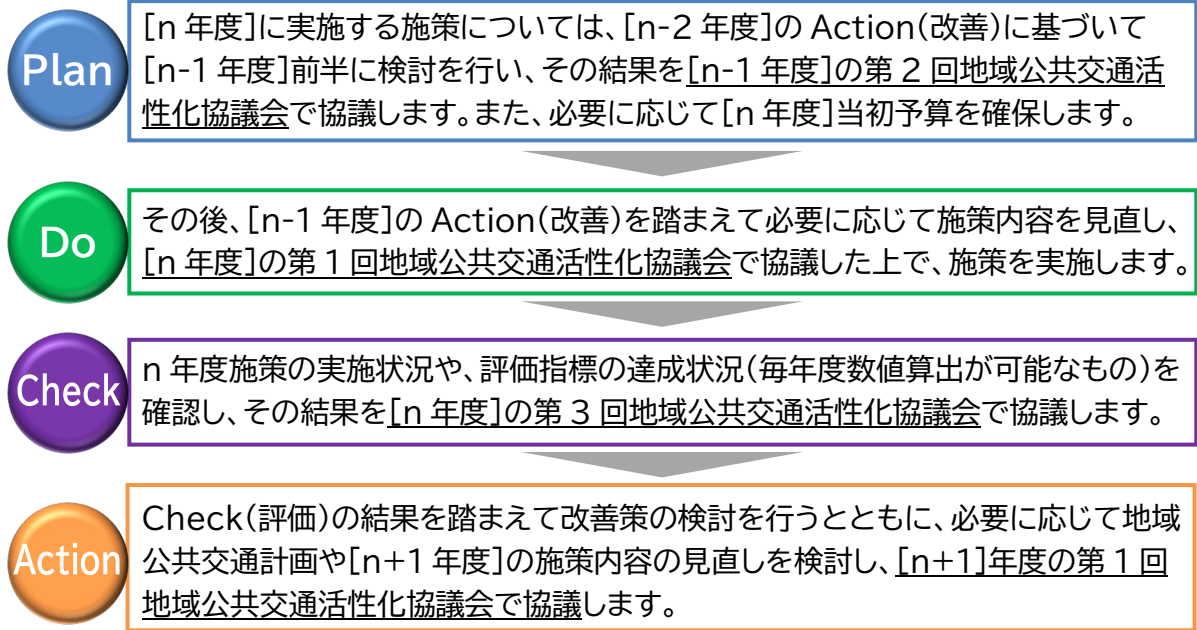 Plan
[n 年度]に実施する施策については、[n-2 年度]の Action(改善)に基づいて
[n-1 年度]前半に検討を行い、その結果を[n-1 年度]の第 2 回地域公共交通活
性化協議会で協議します。また、必要に応じて[n 年度]当初予算を確保します。
Do
その後、[n-1 年度]の Action(改善)を踏まえて必要に応じて施策内容を見直し、
[n 年度]の第 1 回地域公共交通活性化協議会で協議した上で、施策を実施します。
Check
n 年度施策の実施状況や、評価指標の達成状況(毎年度数値算出が可能なもの)を
確認し、その結果を[n 年度]の第 3 回地域公共交通活性化協議会で協議します。
Action
Check(評価)の結果を踏まえて改善策の検討を行うとともに、必要に応じて地域
公共交通計画や[n+1 年度]の施策内容の見直しを検討し、[n+1]年度の第 1 回
地域公共交通活性化協議会で協議します。